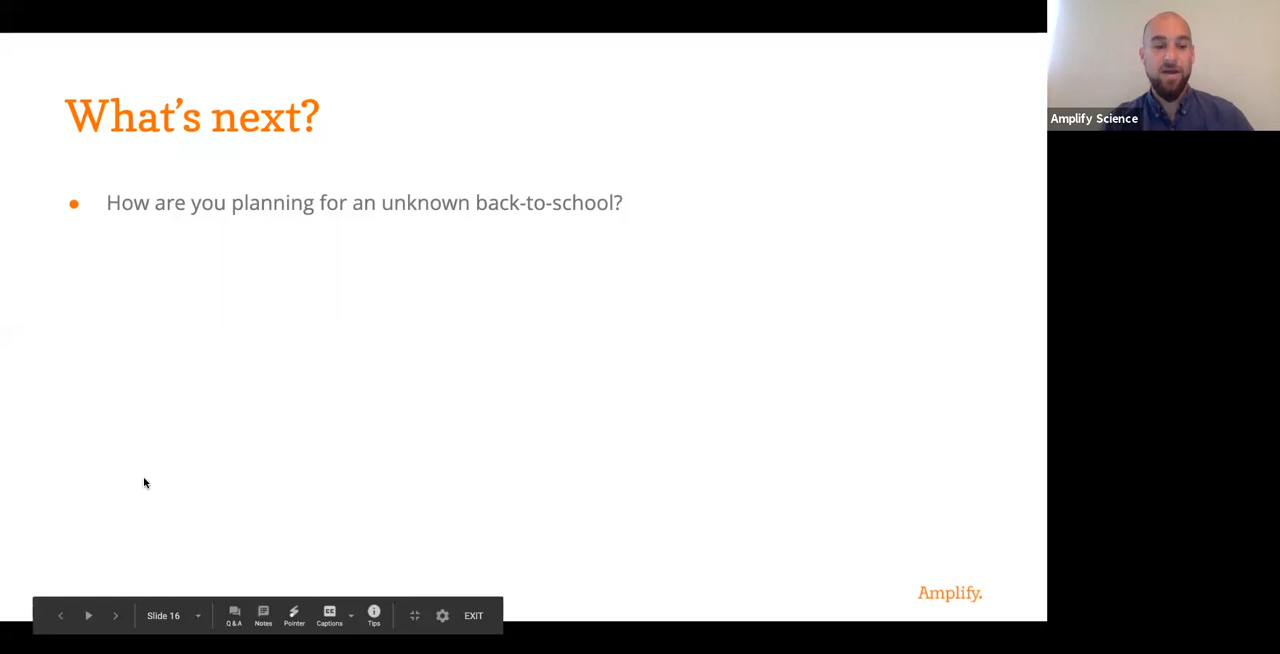 What's next?
● How are you planning for an unknown back-to-school?
Amplify Science
Amplify.
Slide 16
Q & A
Notes
Pointer
CC
Captions
Tips
EXIT